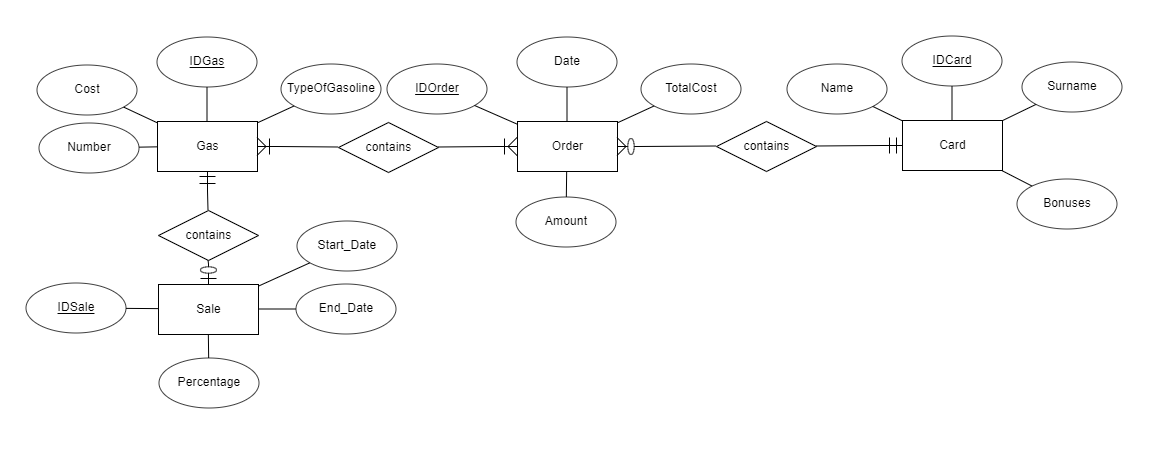 IDGas
Date
IDCard
Cost
TypeOfGasoline
IDOrder
TotalCost
Name
Surname
Number
Gas
contains
Order
contains
Card
Bonuses
Amount
contains
Start_Date
IDSale
Sale
End_Date
Percentage